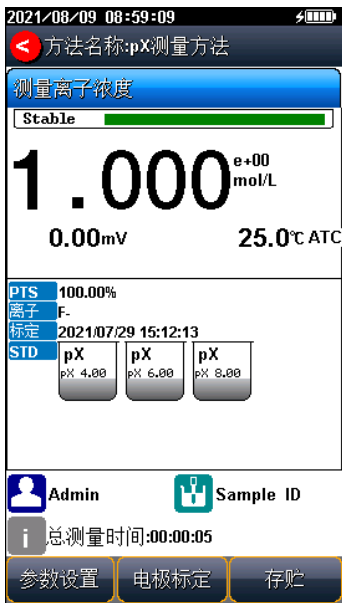 2021/08/09 08:59:09
方法名称:pX测量方法
测量离子浓度
Stable
1.000 e+00 mol/L
0.00mV 25.0℃ ATC
PTS 100.00%
离子 F-
标定 2021/07/29 15:12:13
STD pX pX pX
pX 4.00 pX 6.00 pX 8.00
Admin Sample ID
i 总测量时间:00:00:05
参数设置 电极标定 存贮